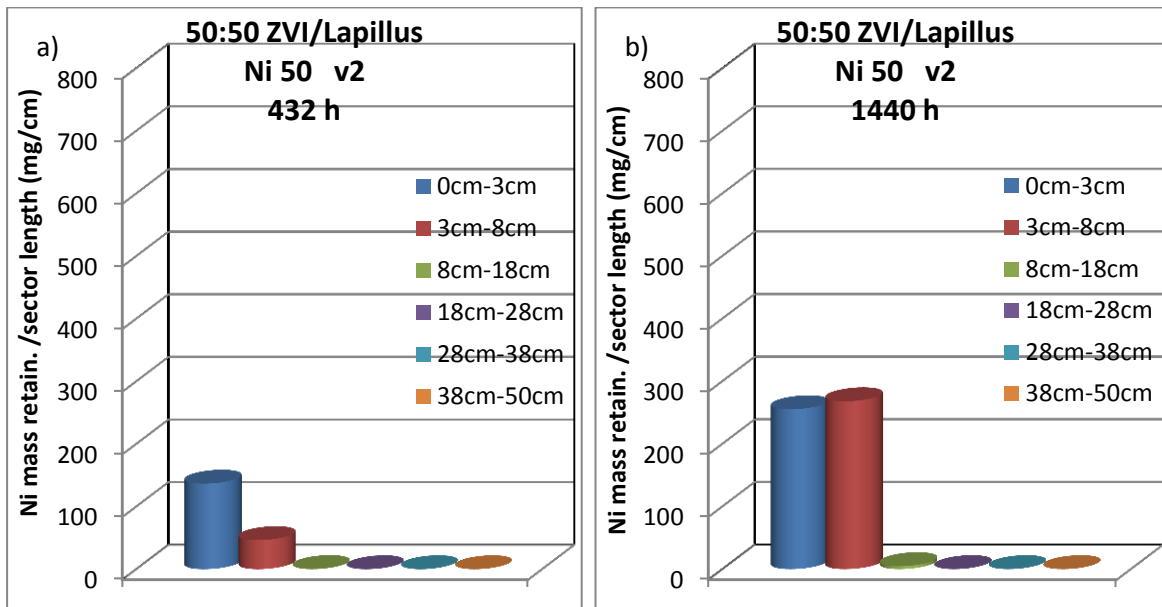 a)
50:50 ZVI/Lapillus
Ni 50 v2
432 h
Ni mass retain. /sector length (mg/cm)
800
700
600
500
400
300
200
100
0
0cm-3cm
3cm-8cm
8cm-18cm
18cm-28cm
28cm-38cm
38cm-50cm
b)
50:50 ZVI/Lapillus
Ni 50 v2
1440 h
Ni mass retain. /sector length (mg/cm)
800
700
600
500
400
300
200
100
0
0cm-3cm
3cm-8cm
8cm-18cm
18cm-28cm
28cm-38cm
38cm-50cm